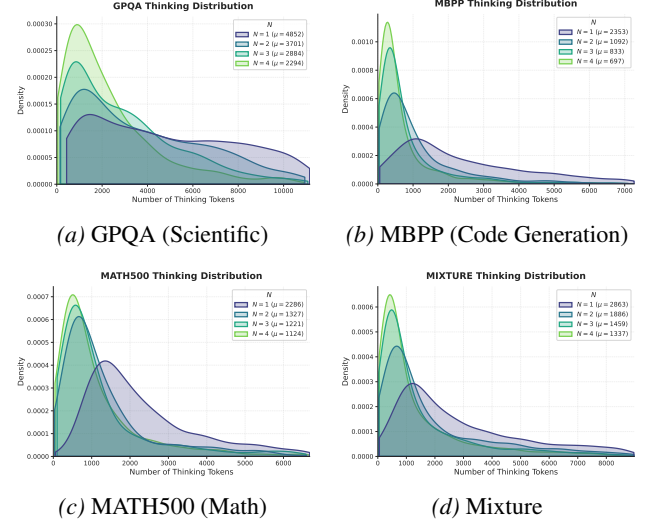 GPQA Thinking Distribution
N
N = 1 (μ = 4852)
N = 2 (μ = 3701)
N = 3 (μ = 2884)
N = 4 (μ = 2294)
Density
0.00030
0.00025
0.00020
0.00015
0.00010
0.00005
0.00000
0 2000 4000 6000 8000 10000
Number of Thinking Tokens
(a) GPQA (Scientific)
MBPP Thinking Distribution
N
N = 1 (μ = 2353)
N = 2 (μ = 1092)
N = 3 (μ = 833)
N = 4 (μ = 697)
Density
0.0010
0.0008
0.0006
0.0004
0.0002
0.0000
0 1000 2000 3000 4000 5000 6000 7000
Number of Thinking Tokens
(b) MBPP (Code Generation)
MATH500 Thinking Distribution
N
N = 1 (μ = 2286)
N = 2 (μ = 1327)
N = 3 (μ = 1221)
N = 4 (μ = 1124)
Density
0.0007
0.0006
0.0005
0.0004
0.0003
0.0002
0.0001
0.0000
0 1000 2000 3000 4000 5000 6000
Number of Thinking Tokens
(c) MATH500 (Math)
MIXTURE Thinking Distribution
N
N = 1 (μ = 2863)
N = 2 (μ = 1886)
N = 3 (μ = 1459)
N = 4 (μ = 1337)
Density
0.0006
0.0005
0.0004
0.0003
0.0002
0.0001
0.0000
0 1000 2000 3000 4000 5000 6000 7000 8000
Number of Thinking Tokens
(d) Mixture